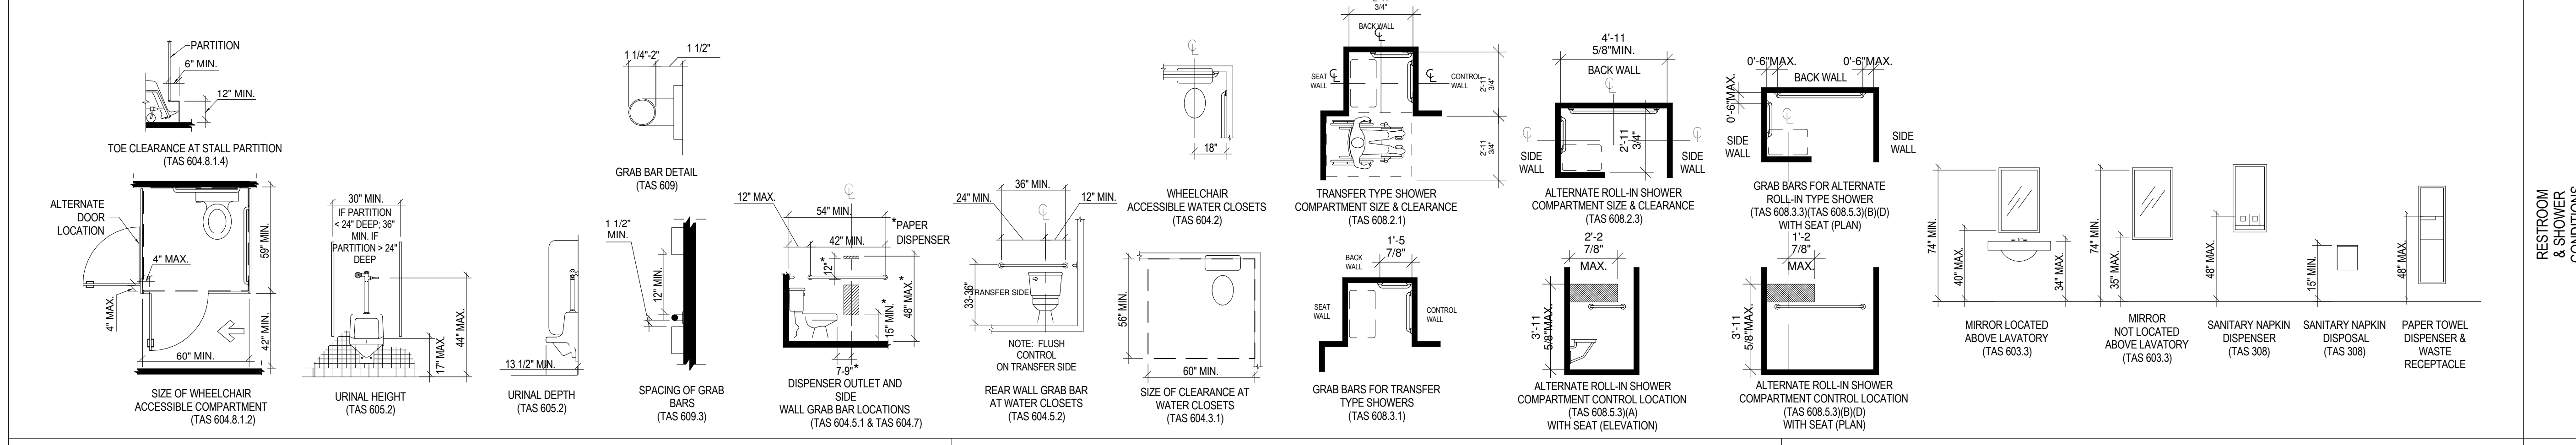 PARTITION
6" MIN.
12" MIN.
TOE CLEARANCE AT STALL PARTITION
(TAS 604.8.1.4)
ALTERNATE
DOOR
LOCATION
4" MAX.
4" MAX.
59" MIN.
42" MIN.
60" MIN.
SIZE OF WHEELCHAIR
ACCESSIBLE COMPARTMENT
(TAS 604.8.1.2)
30" MIN.
IF PARTITION
< 24" DEEP; 36"
MIN. IF
PARTITION > 24"
DEEP
17" MAX.
44" MAX.
URINAL HEIGHT
(TAS 605.2)
13 1/2" MIN.
URINAL DEPTH
(TAS 605.2)
1 1/4"-2"
1 1/2"
GRAB BAR DETAIL
(TAS 609)
1 1/2"
MIN.
12" MIN.
SPACING OF GRAB
BARS
(TAS 609.3)
12" MAX.
54" MIN.
42" MIN.
*PAPER
DISPENSER
12"*
15" MIN.*
48" MAX.*
7-9"*
DISPENSER OUTLET AND
SIDE
WALL GRAB BAR LOCATIONS
(TAS 604.5.1 & TAS 604.7)
36" MIN.
24" MIN.
12" MIN.
33-36"
TRANSFER SIDE
NOTE: FLUSH
CONTROL
ON TRANSFER SIDE
REAR WALL GRAB BAR
AT WATER CLOSETS
(TAS 604.5.2)
18"
WHEELCHAIR
ACCESSIBLE WATER CLOSETS
(TAS 604.2)
56" MIN.
60" MIN.
SIZE OF CLEARANCE AT
WATER CLOSETS
(TAS 604.3.1)
3/4"
BACK WALL
SEAT
WALL
CONTROL
WALL
2'-11
3/4"
2'-11
3/4"
TRANSFER TYPE SHOWER
COMPARTMENT SIZE & CLEARANCE
(TAS 608.2.1)
1'-5
7/8"
BACK
WALL
SEAT
WALL
CONTROL
WALL
GRAB BARS FOR TRANSFER
TYPE SHOWERS
(TAS 608.3.1)
4'-11
5/8"MIN.
BACK WALL
2'-11
3/4"
SIDE
WALL
SIDE
WALL
ALTERNATE ROLL-IN SHOWER
COMPARTMENT SIZE & CLEARANCE
(TAS 608.2.3)
2'-2
7/8"
MAX.
3'-11
5/8"MAX.
ALTERNATE ROLL-IN SHOWER
COMPARTMENT CONTROL LOCATION
(TAS 608.5.3)(A)
WITH SEAT (ELEVATION)
0'-6"MAX.
0'-6"MAX.
BACK WALL
0'-6"MAX.
SIDE
WALL
SIDE
WALL
GRAB BARS FOR ALTERNATE
ROLL-IN TYPE SHOWER
(TAS 608.3.3)(TAS 608.5.3)(B)(D)
WITH SEAT (PLAN)
1'-2
7/8"
MAX.
3'-11
5/8"MAX.
ALTERNATE ROLL-IN SHOWER
COMPARTMENT CONTROL LOCATION
(TAS 608.5.3)(B)(D)
WITH SEAT (PLAN)
74" MIN.
40" MAX.
34" MAX.
MIRROR LOCATED
ABOVE LAVATORY
(TAS 603.3)
74" MIN.
35" MAX.
MIRROR
NOT LOCATED
ABOVE LAVATORY
(TAS 603.3)
48" MAX.
SANITARY NAPKIN
DISPENSER
(TAS 308)
15" MIN.
SANITARY NAPKIN
DISPOSAL
(TAS 308)
48" MAX.
PAPER TOWEL
DISPENSER &
WASTE
RECEPTACLE
RESTROOM
& SHOWER